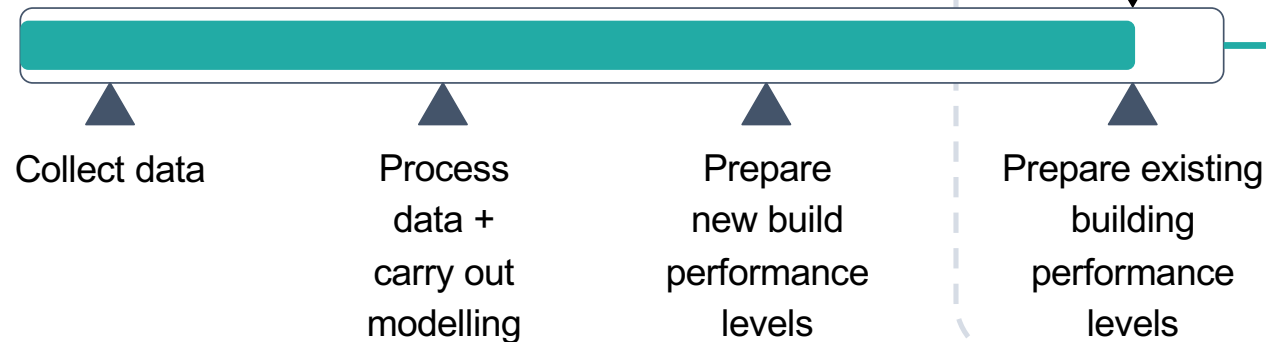 Collect data
Process
data +
carry out
modelling
Prepare
new build
performance
levels
Prepare existing
building
performance
levels